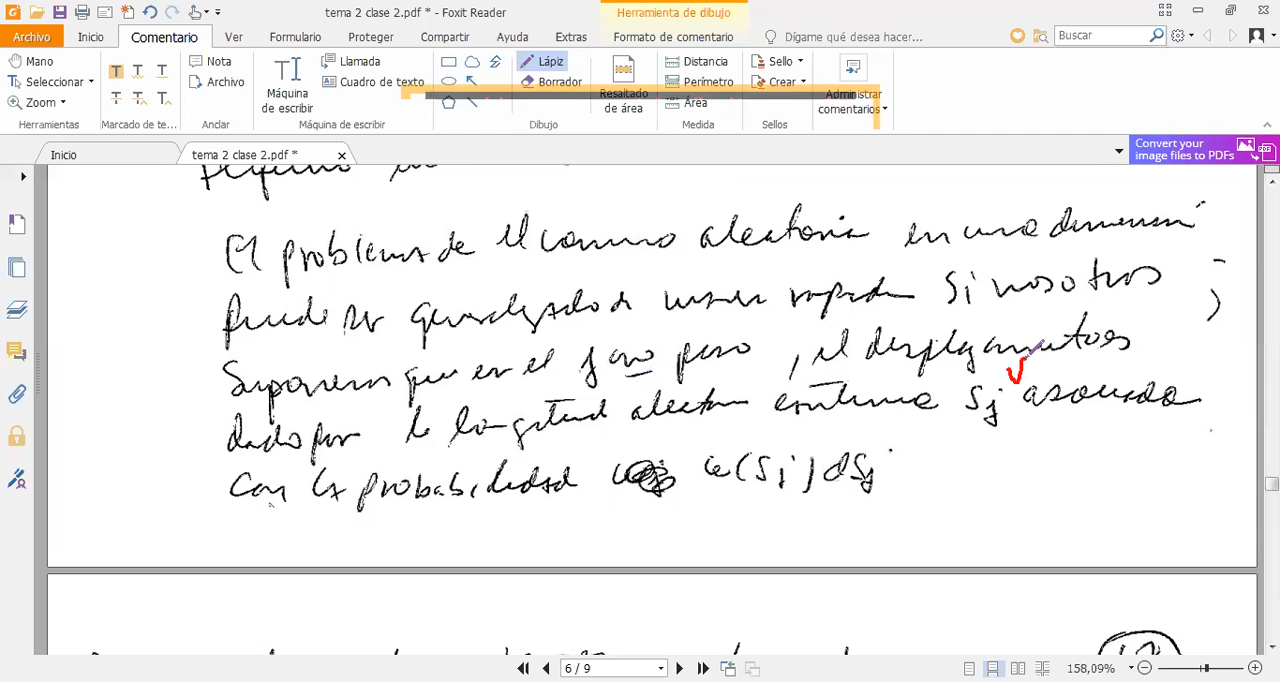 tema 2 clase 2.pdf * - Foxit Reader
Herramienta de dibujo
Archivo Inicio Comentario Ver Formulario Proteger Compartir Ayuda Extras Formato de comentario Dígame qué desea hacer... Buscar
Mano
Seleccionar
Zoom
Herramientas
T T T
T T T
Marcado de te...
Nota
Archivo
Anclar
Máquina de escribir
Llamada
Cuadro de texto
Máquina de escribir
Lápiz
Borrador
Dibujo
Resaltado de área
Distancia
Perímetro
Área
Medida
Sello
Crear
Sellos
Administrar comentarios
Inicio
tema 2 clase 2.pdf *
Convert your
image files to PDFs
El problema de el camino aleatorio en una dimensión
puede ser generalizado de manera rapida si nosotros
suponemos que en el j avo paso, el desplazamiento es
dado por la longitud aleatoria continua Sj asociada
con la probabilidad w(Sj) dSj
6 / 9
158,09%